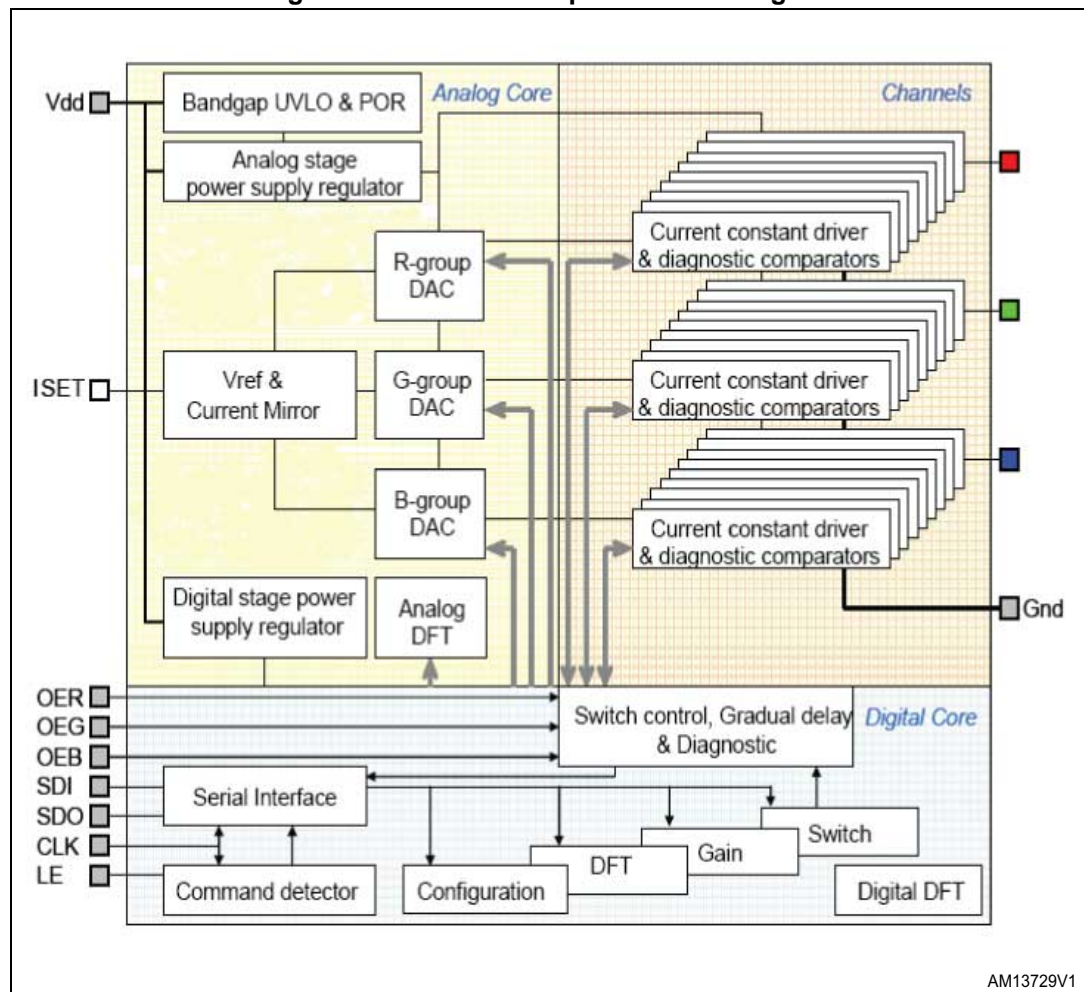 Vdd
Bandgap UVLO & POR
Analog Core
Channels
Analog stage
power supply regulator
R-group
DAC
Current constant driver
& diagnostic comparators
ISET
Vref &
Current Mirror
G-group
DAC
Current constant driver
& diagnostic comparators
B-group
DAC
Current constant driver
& diagnostic comparators
Digital stage power
supply regulator
Analog
DFT
Gnd
OER
OEG
OEB
SDI
SDO
CLK
LE
Switch control, Gradual delay
& Diagnostic
Digital Core
Serial Interface
Command detector
Configuration
DFT
Gain
Switch
Digital DFT
AM13729V1